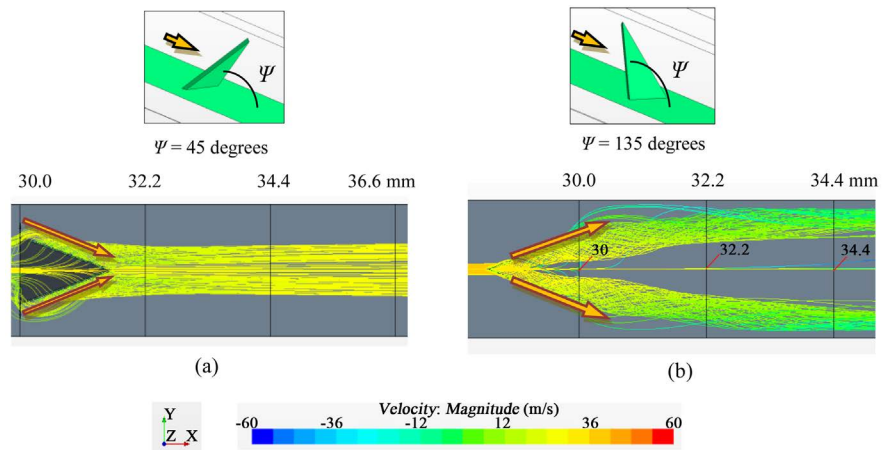 Ψ
Ψ
Ψ = 45 degrees
Ψ = 135 degrees
30.0 32.2 34.4 36.6 mm
30.0 32.2 34.4 mm
30 32.2 34.4
(a)
(b)
Y
Z X
Velocity: Magnitude (m/s)
-60 -36 -12 12 36 60